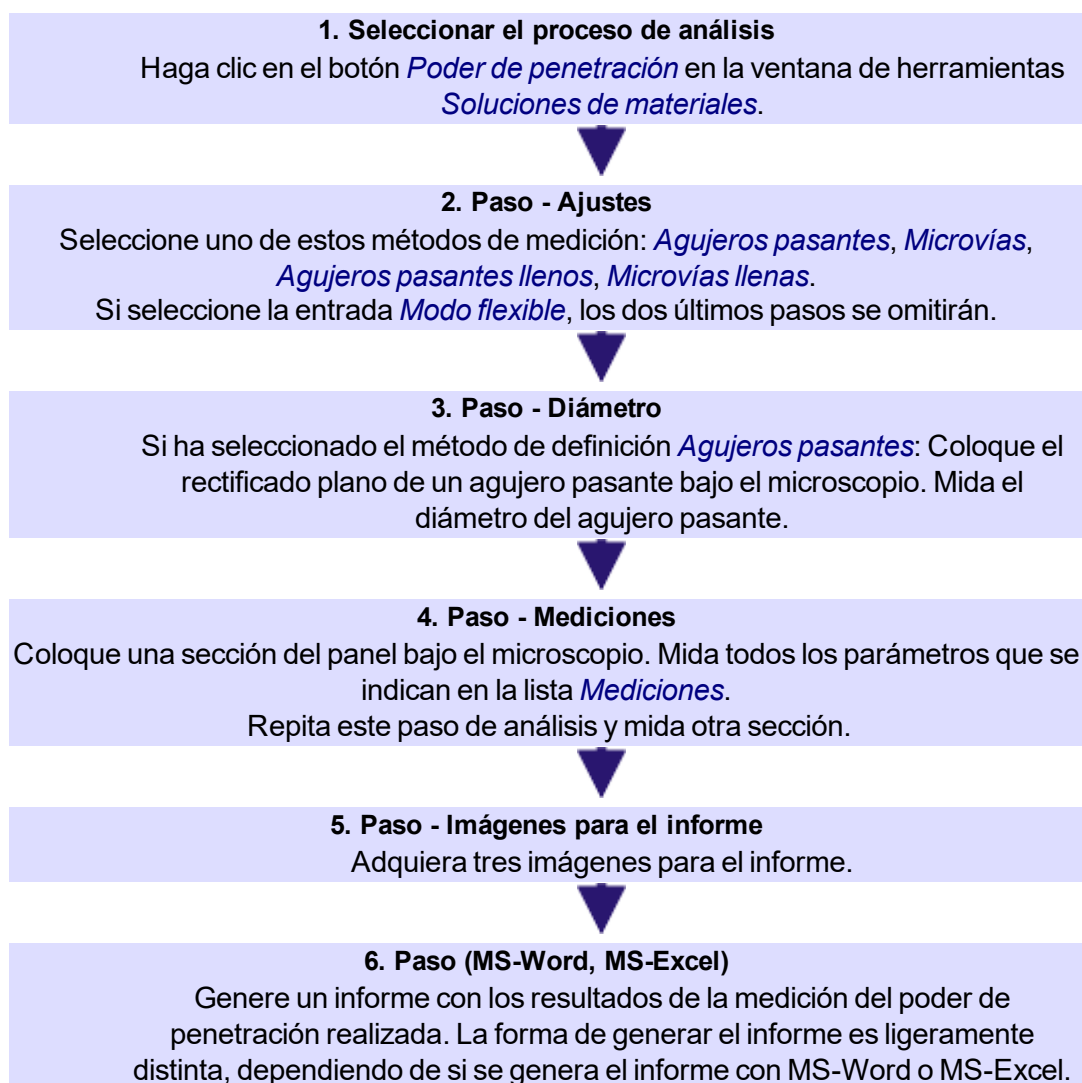 1. Seleccionar el proceso de análisis
Haga clic en el botón Poder de penetración en la ventana de herramientas
Soluciones de materiales.
2. Paso - Ajustes
Seleccione uno de estos métodos de medición: Agujeros pasantes, Microvías,
Agujeros pasantes llenos, Microvías llenas.
Si seleccione la entrada Modo flexible, los dos últimos pasos se omitirán.
3. Paso - Diámetro
Si ha seleccionado el método de definición Agujeros pasantes: Coloque el
rectificado plano de un agujero pasante bajo el microscopio. Mida el
diámetro del agujero pasante.
4. Paso - Mediciones
Coloque una sección del panel bajo el microscopio. Mida todos los parámetros que se
indican en la lista Mediciones.
Repita este paso de análisis y mida otra sección.
5. Paso - Imágenes para el informe
Adquiera tres imágenes para el informe.
6. Paso (MS-Word, MS-Excel)
Genere un informe con los resultados de la medición del poder de
penetración realizada. La forma de generar el informe es ligeramente
distinta, dependiendo de si se genera el informe con MS-Word o MS-Excel.